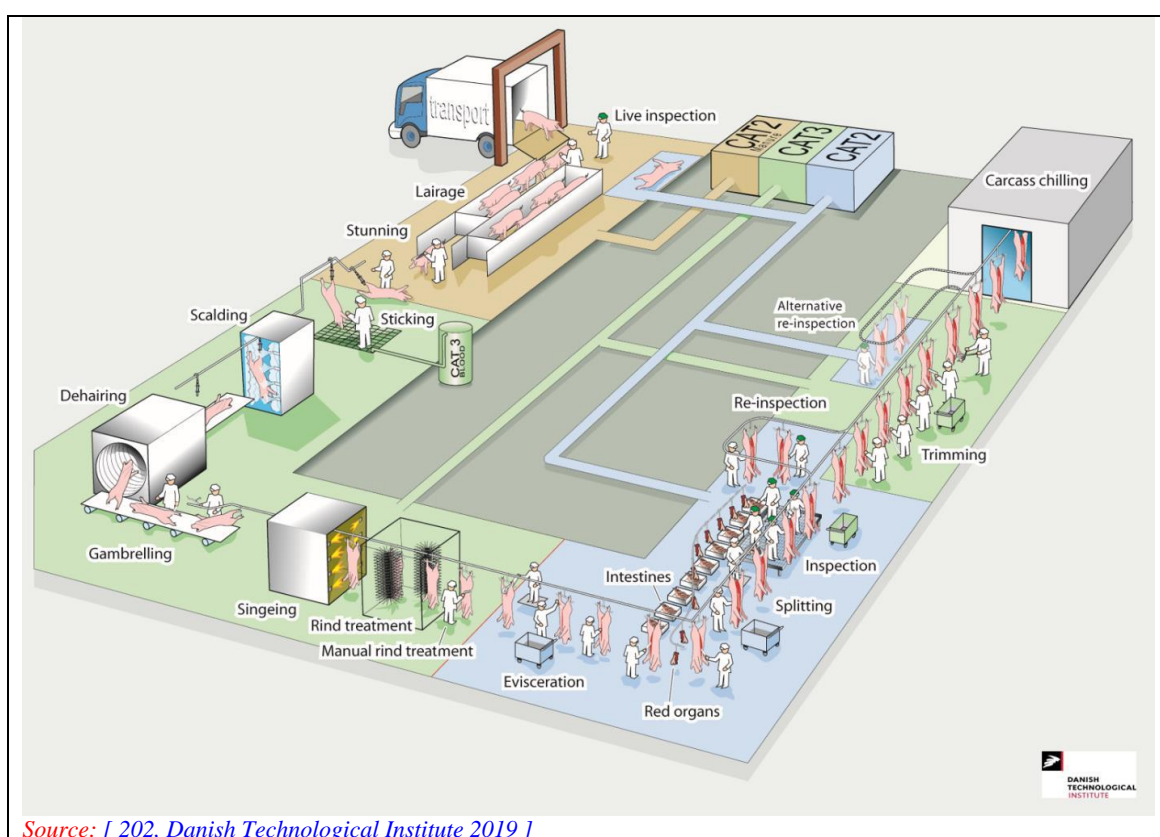 transport
Live inspection
CAT2
Manure
CAT3
CAT2
Carcass chilling
Lairage
Stunning
Scalding
Sticking
CAT 3
BLOOD
Alternative
re-inspection
Dehairing
Re-inspection
Trimming
Gambrelling
Singeing
Intestines
Inspection
Splitting
Rind treatment
Manual rind treatment
Evisceration
Red organs
DANISH
TECHNOLOGICAL
INSTITUTE
Source: [ 202, Danish Technological Institute 2019 ]